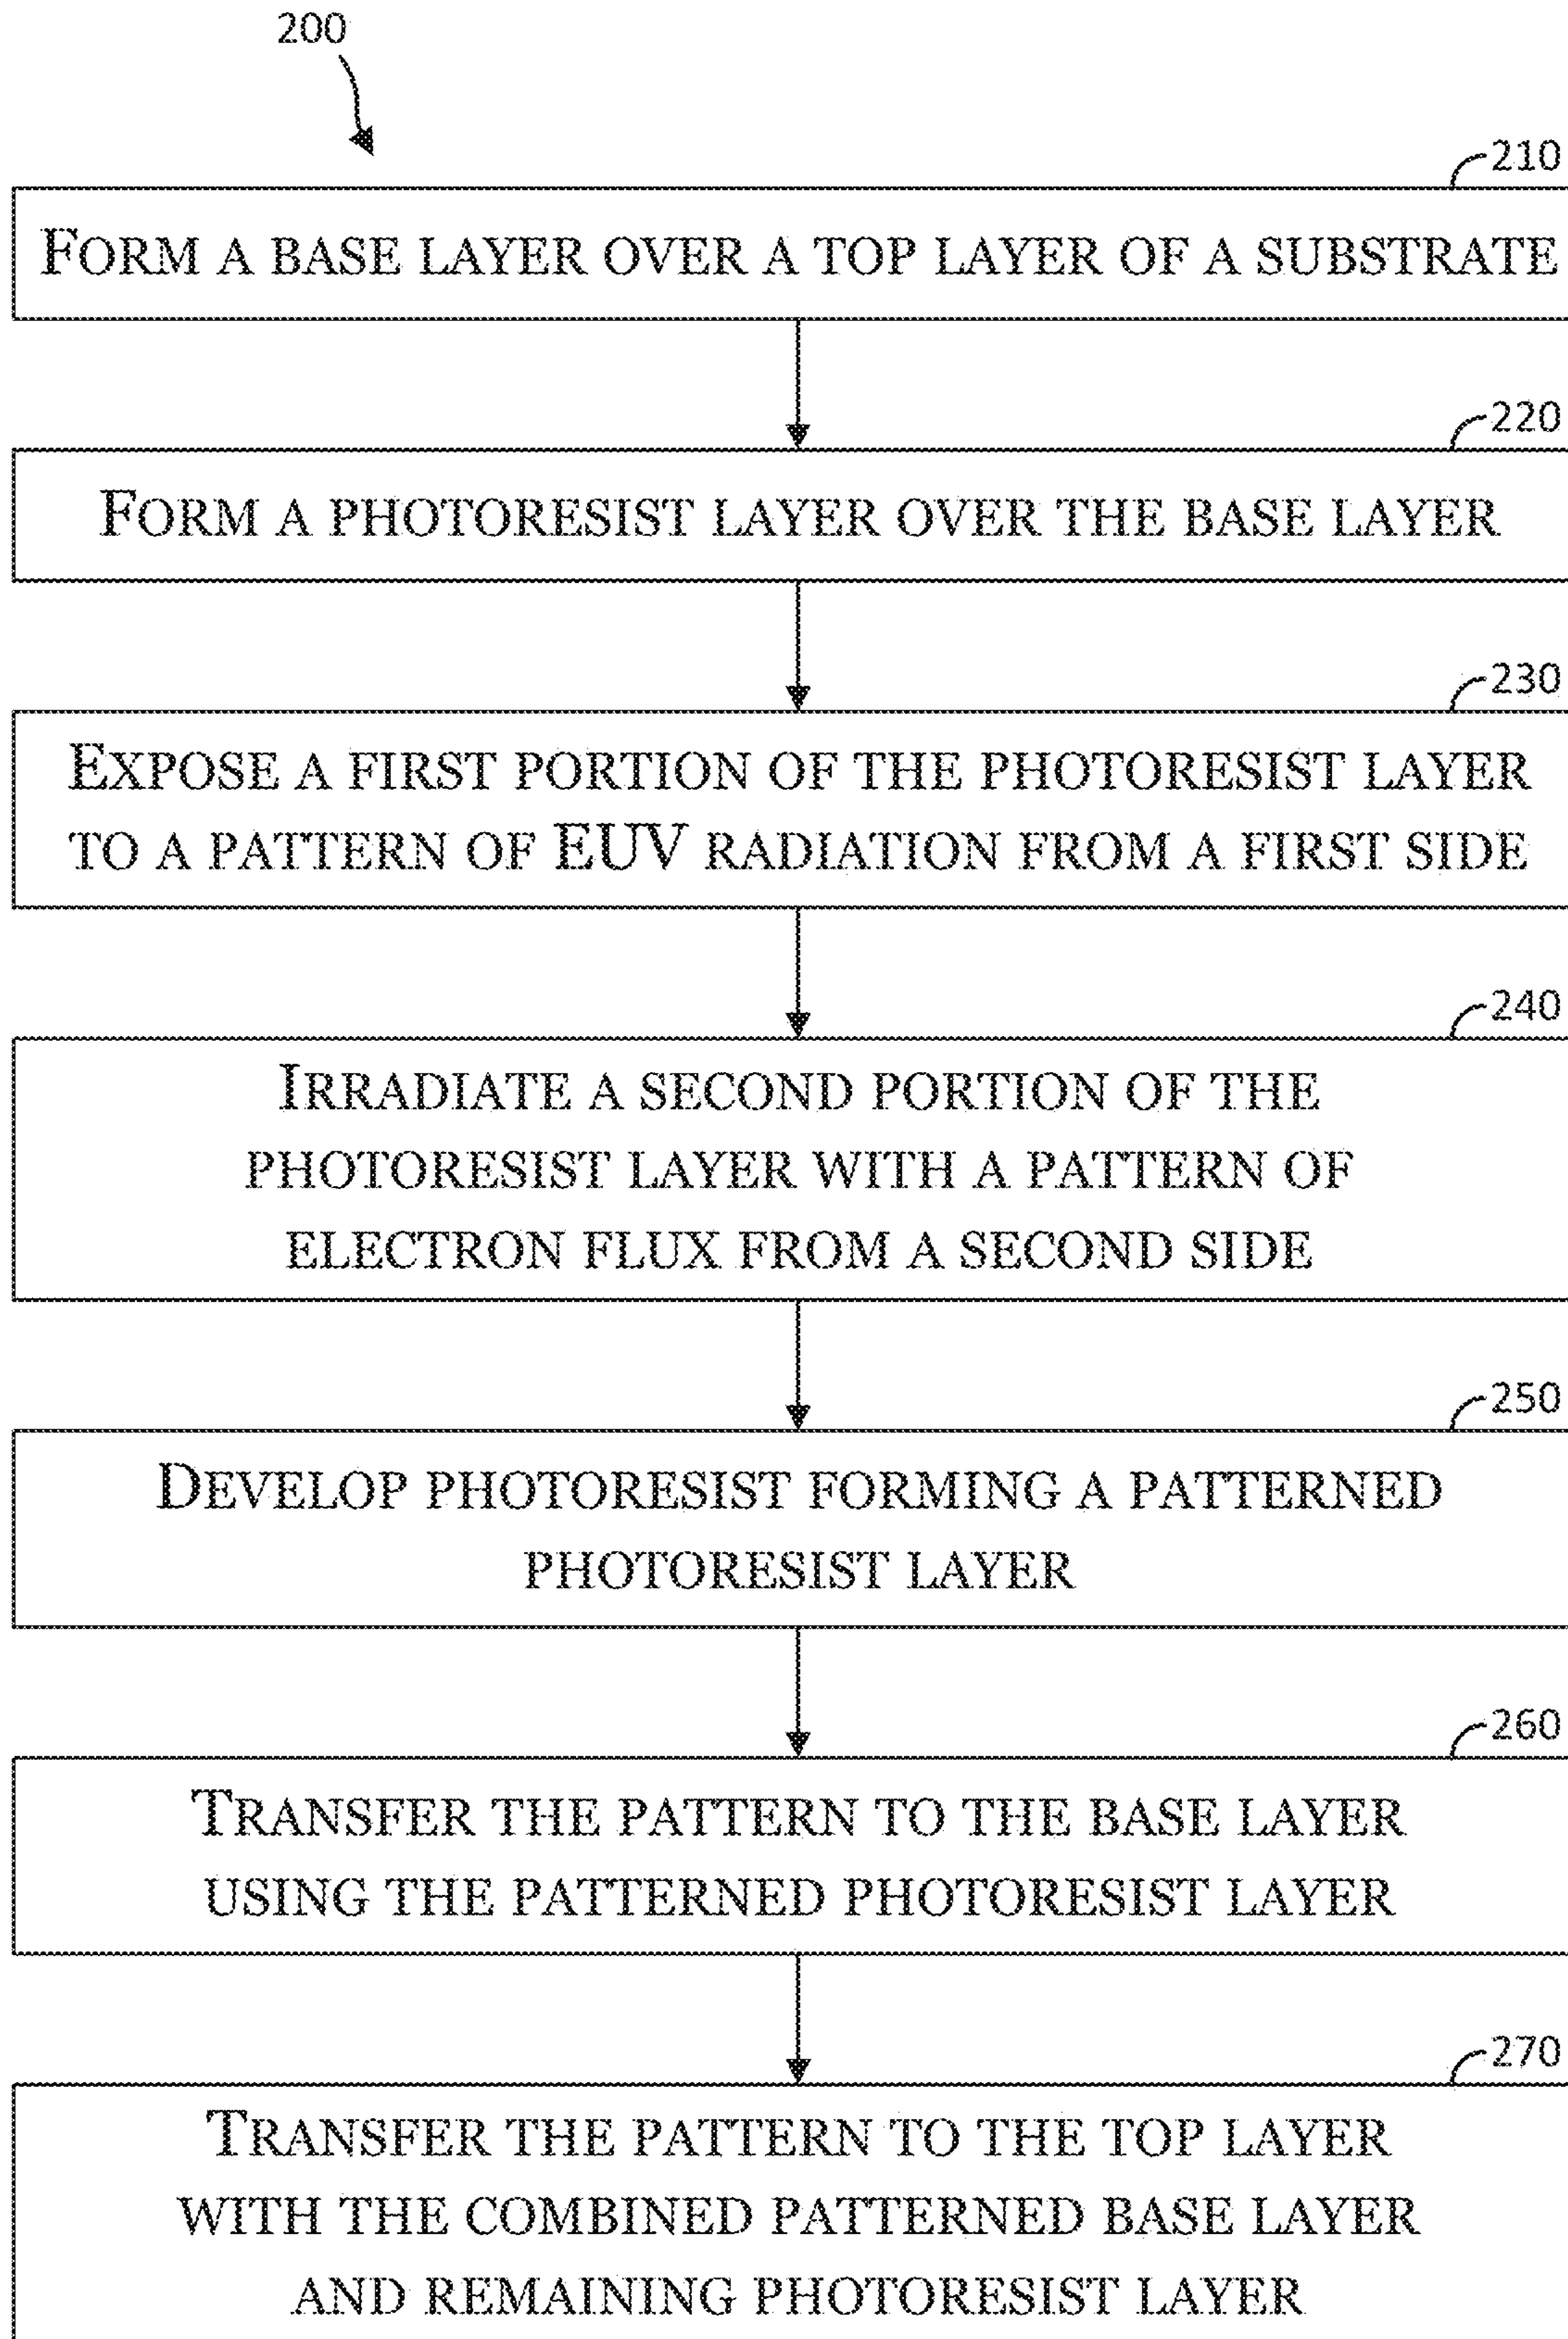 200
210
FORM A BASE LAYER OVER A TOP LAYER OF A SUBSTRATE
220
FORM A PHOTORESIST LAYER OVER THE BASE LAYER
230
EXPOSE A FIRST PORTION OF THE PHOTORESIST LAYER
TO A PATTERN OF EUV RADIATION FROM A FIRST SIDE
240
IRRADIATE A SECOND PORTION OF THE
PHOTORESIST LAYER WITH A PATTERN OF
ELECTRON FLUX FROM A SECOND SIDE
250
DEVELOP PHOTORESIST FORMING A PATTERNED
PHOTORESIST LAYER
260
TRANSFER THE PATTERN TO THE BASE LAYER
USING THE PATTERNED PHOTORESIST LAYER
270
TRANSFER THE PATTERN TO THE TOP LAYER
WITH THE COMBINED PATTERNED BASE LAYER
AND REMAINING PHOTORESIST LAYER